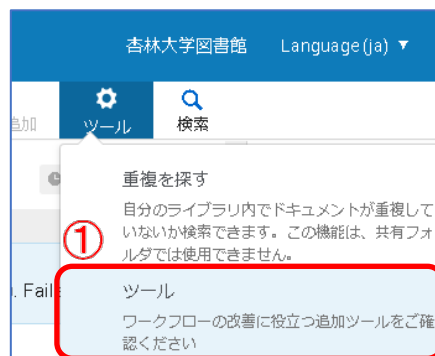 杏林大学図書館 Language(ja) ▼
追加 ツール 検索
重複を探す
自分のライブラリ内でドキュメントが重複して
いないか検索できます。この機能は、共有フォ
ルダでは使用できません。
①
. Fail
ツール
ワークフローの改善に役立つ追加ツールをご確
認ください